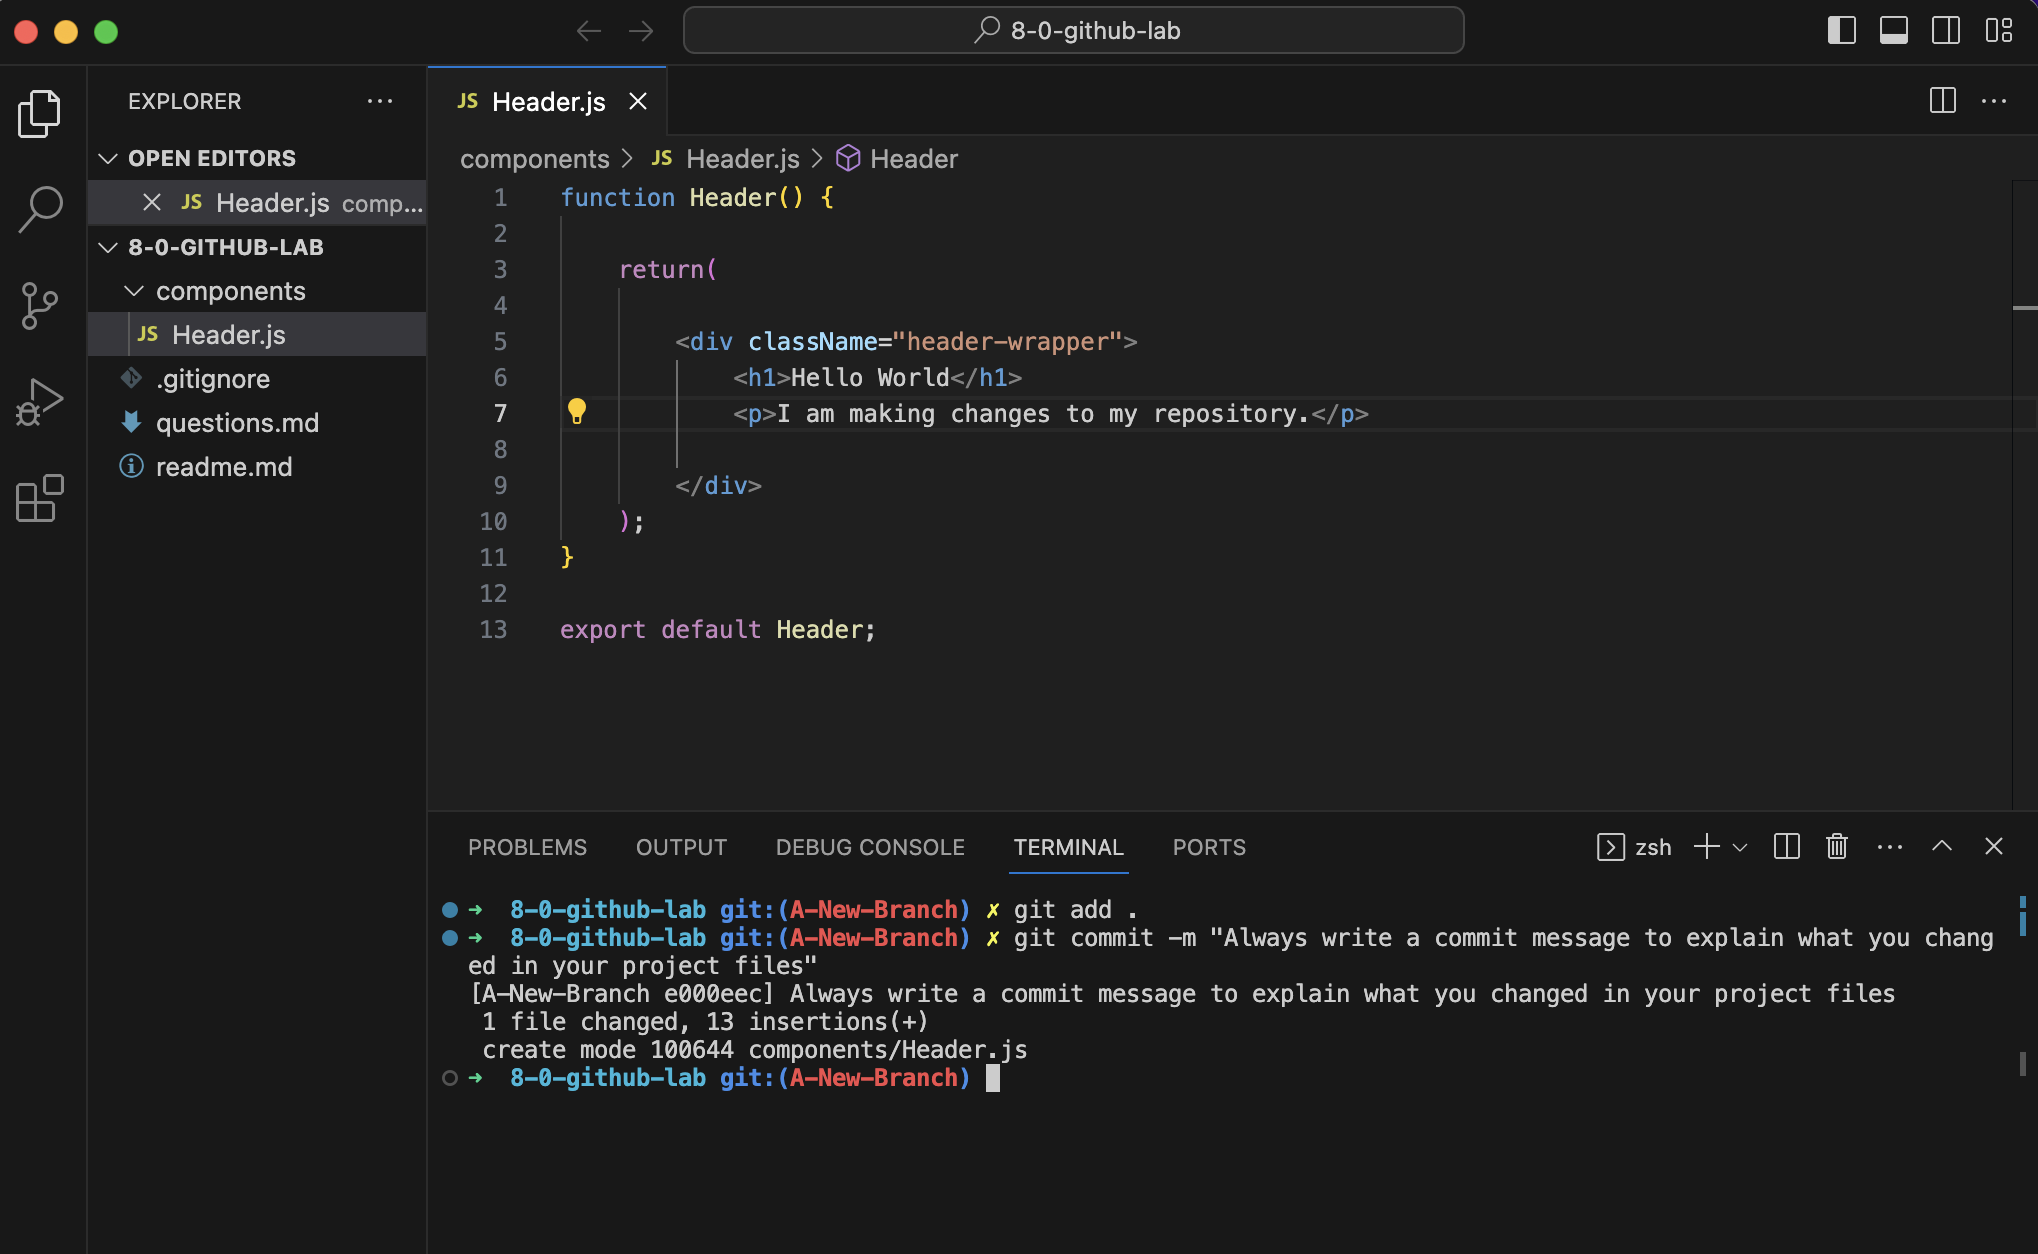 8-0-github-lab
EXPLORER
OPEN EDITORS
JS Header.js comp...
8-0-GITHUB-LAB
components
JS Header.js
.gitignore
questions.md
readme.md
JS Header.js
components > JS Header.js > Header
1 function Header() {
2
3     return(
4
5         <div className="header-wrapper">
6             <h1>Hello World</h1>
7             <p>I am making changes to my repository.</p>
8
9         </div>
10     );
11 }
12
13 export default Header;
PROBLEMS OUTPUT DEBUG CONSOLE TERMINAL PORTS zsh
➜ 8-0-github-lab git:(A-New-Branch) ✗ git add .
➜ 8-0-github-lab git:(A-New-Branch) ✗ git commit -m "Always write a commit message to explain what you chang
ed in your project files"
[A-New-Branch e000eec] Always write a commit message to explain what you changed in your project files
 1 file changed, 13 insertions(+)
 create mode 100644 components/Header.js
➜ 8-0-github-lab git:(A-New-Branch)